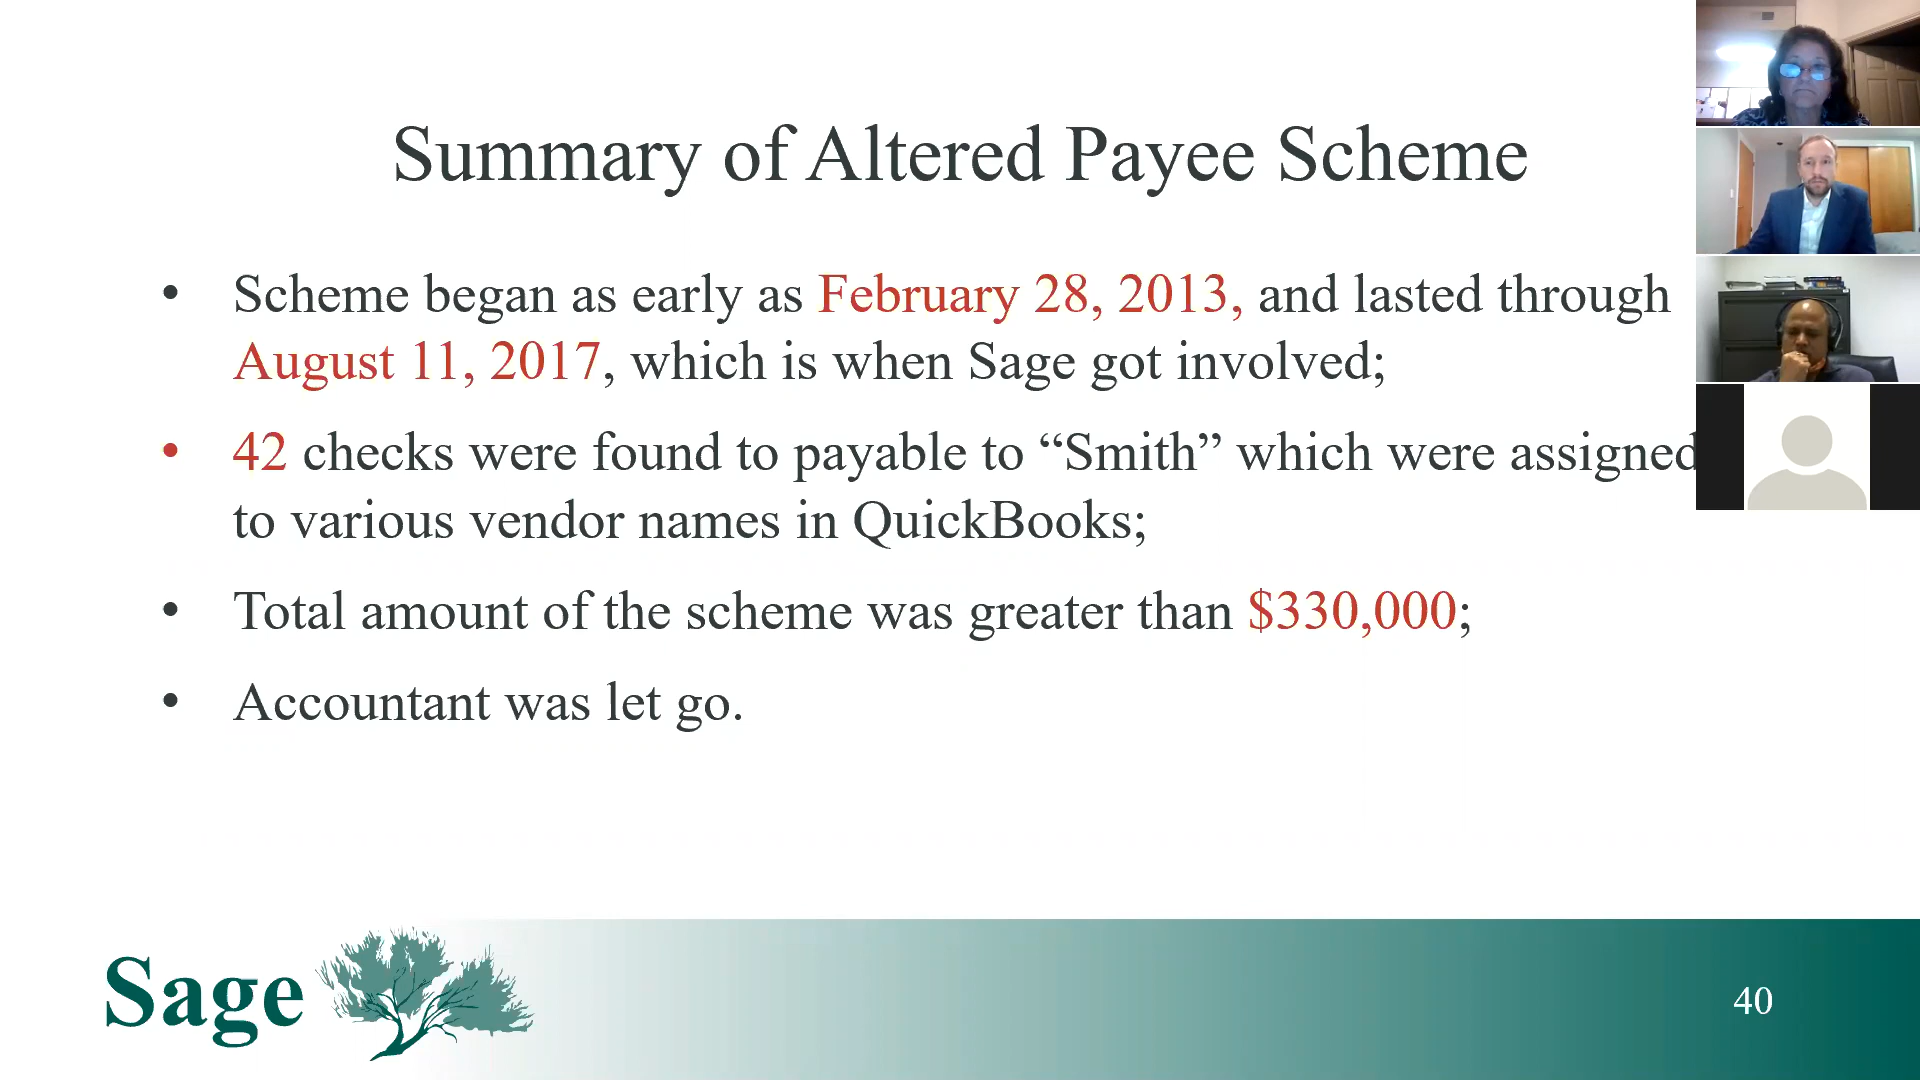 Summary of Altered Payee Scheme
• Scheme began as early as February 28, 2013, and lasted through
August 11, 2017, which is when Sage got involved;
• 42 checks were found to payable to “Smith” which were assigned
to various vendor names in QuickBooks;
• Total amount of the scheme was greater than $330,000;
• Accountant was let go.
Sage
40